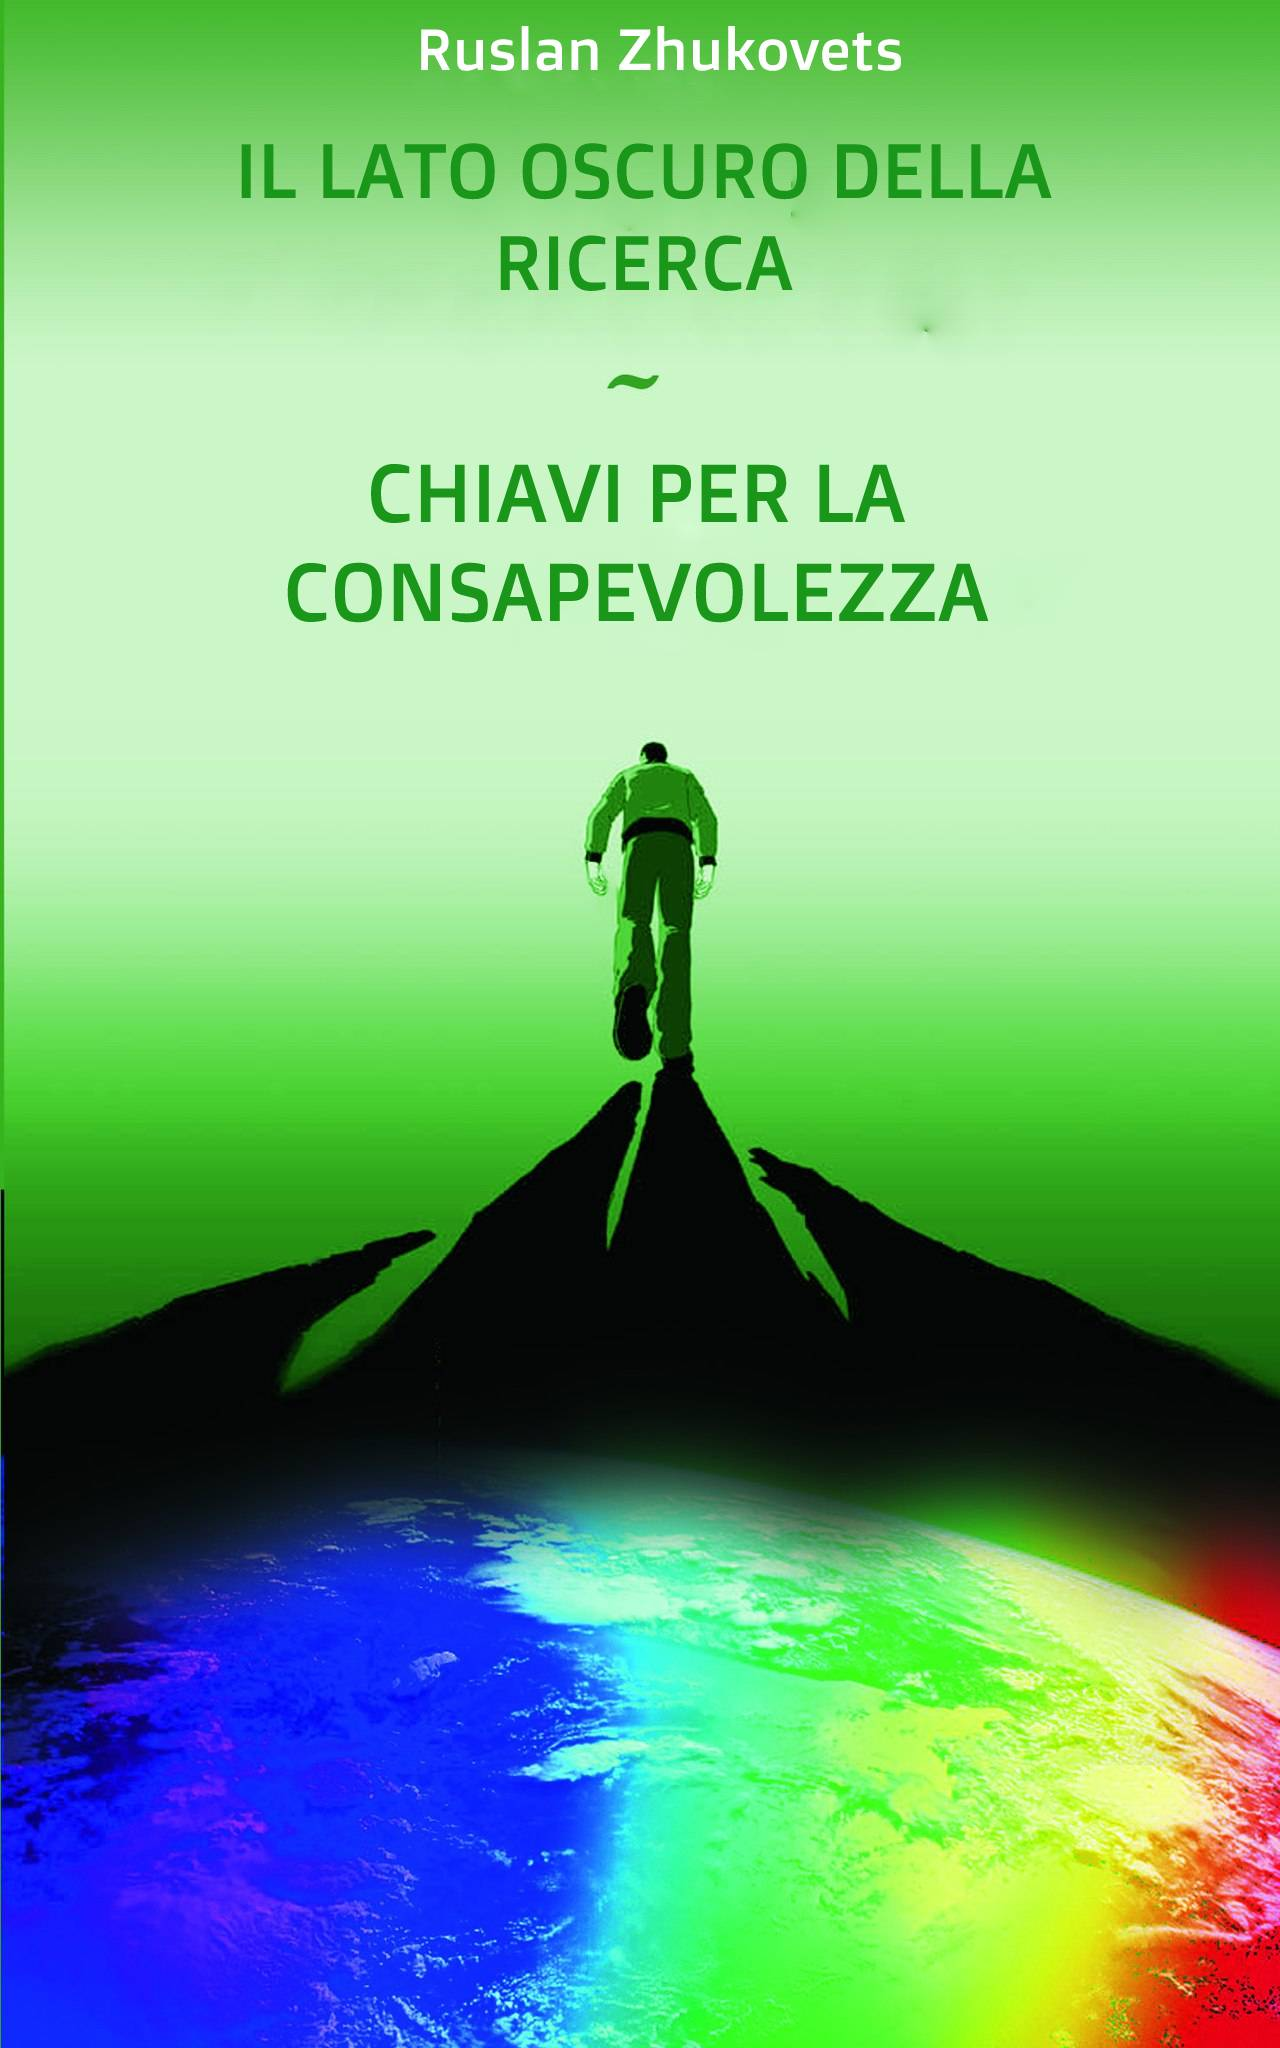 Ruslan Zhukovets
IL LATO OSCURO DELLA
RICERCA
~
CHIAVI PER LA
CONSAPEVOLEZZA